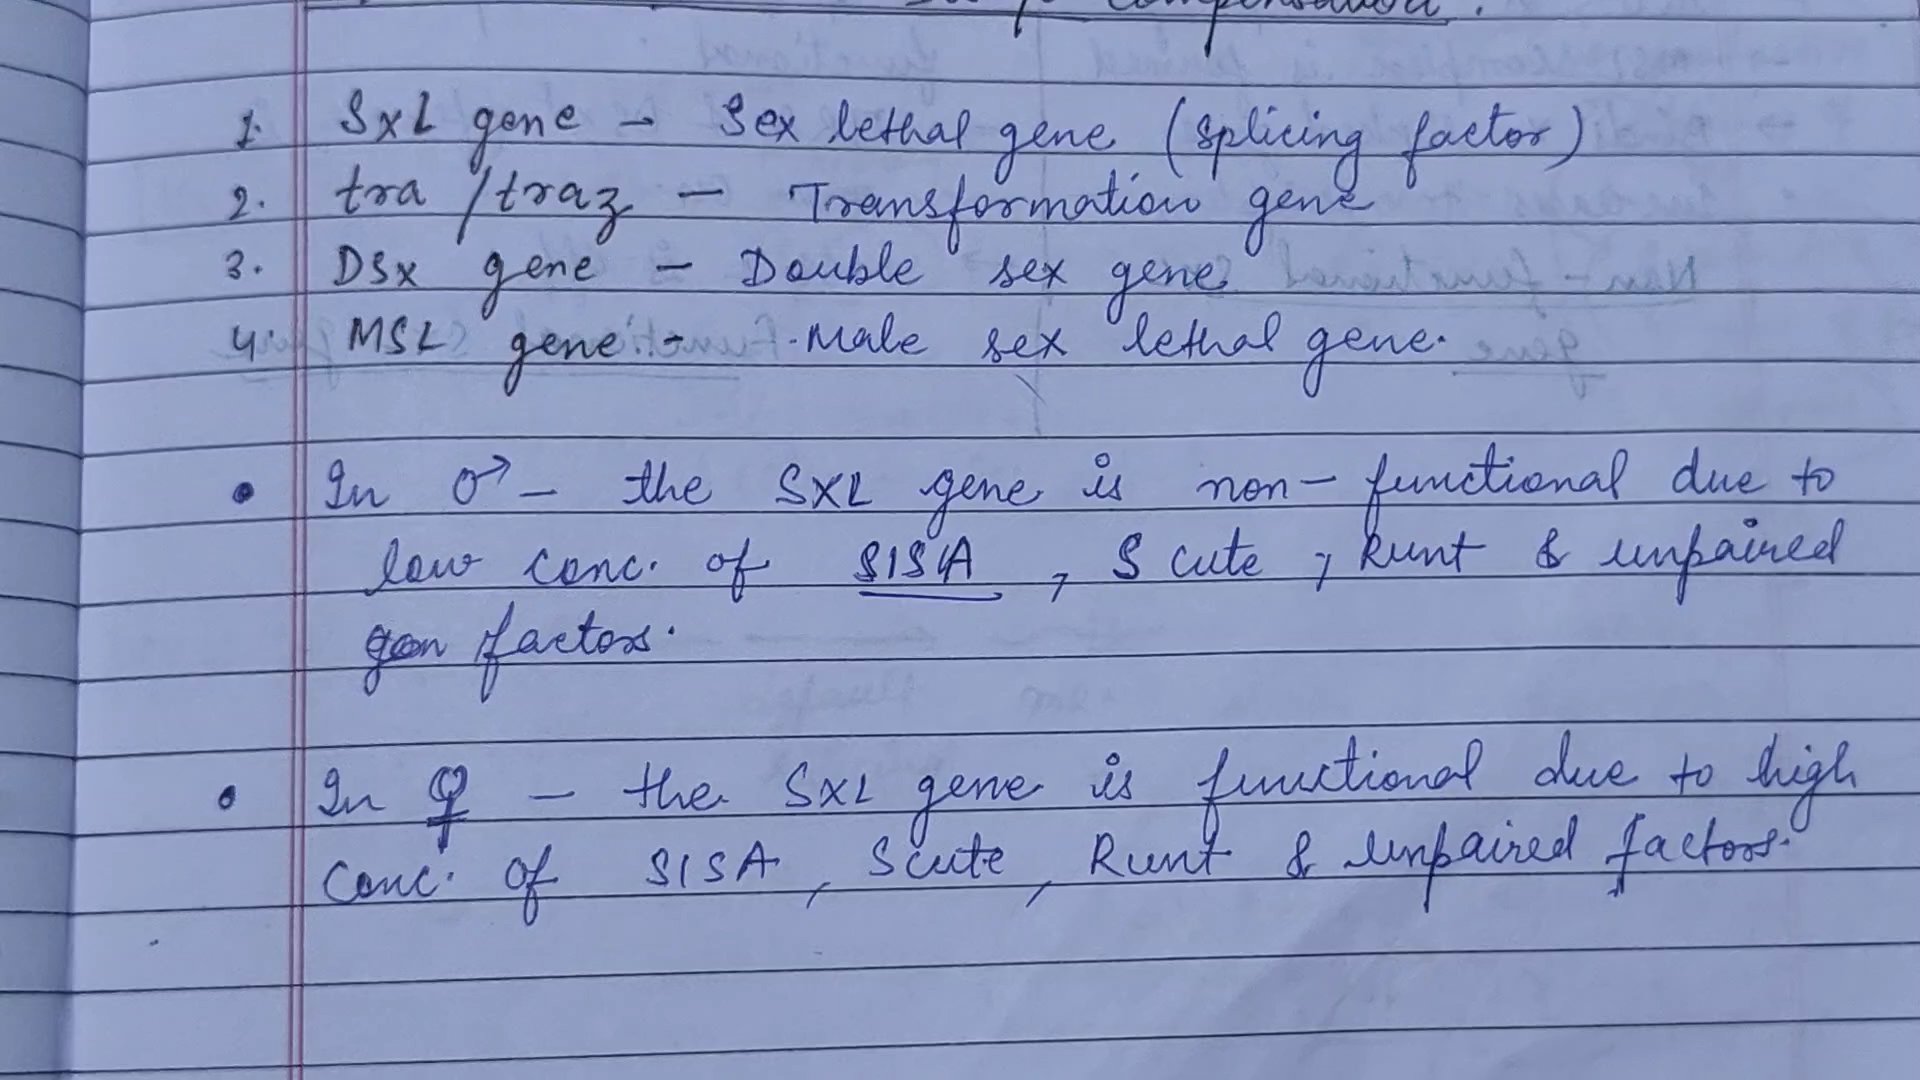 compensation.
1. SxL gene - Sex lethal gene (splicing factor)
2. tra /traz - Transformation gene
3. DSx gene - Double sex gene
4. MSL gene - Male sex lethal gene.
• In ♂ - the SXL gene is non-functional due to
low conc. of SISA, Scute, Runt & unpaired
factors.
• In ♀ - the SXL gene is functional due to high
conc. of SISA, Scute, Runt & unpaired factors.